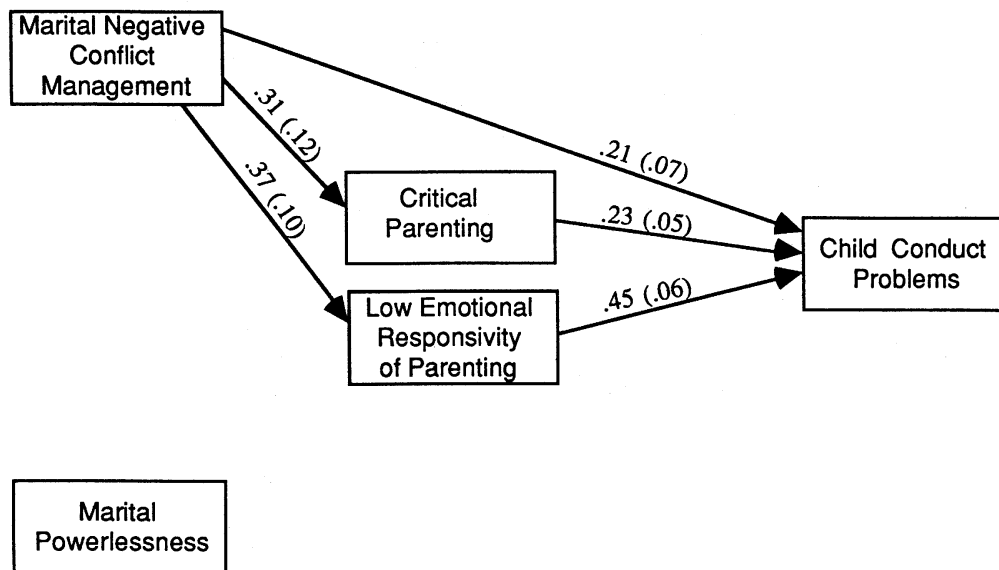 Marital Negative
Conflict
Management
.31 (.12)
.21 (.07)
.37 (.10)
Critical
Parenting
.23 (.05)
Child Conduct
Problems
Low Emotional
Responsivity
of Parenting
.45 (.06)
Marital
Powerlessness